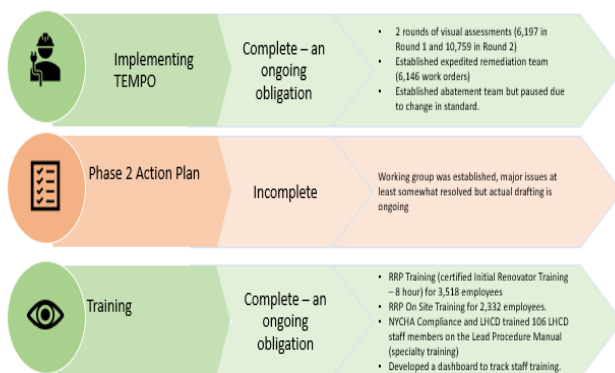 Implementing
TEMPO
Complete – an
ongoing
obligation
• 2 rounds of visual assessments (6,197 in
Round 1 and 10,759 in Round 2)
• Established expedited remediation team
(6,146 work orders)
• Established abatement team but paused due
to change in standard.
Phase 2 Action Plan
Incomplete
Working group was established, major issues at
least somewhat resolved but actual drafting is
ongoing
Training
Complete – an
ongoing
obligation
• RRP Training (certified Initial Renovator Training
– 8 hour) for 3,518 employees
• RRP On Site Training for 2,332 employees.
• NYCHA Compliance and LHCD trained 106 LHCD
staff members on the Lead Procedure Manual
(specialty training)
• Developed a dashboard to track staff training.